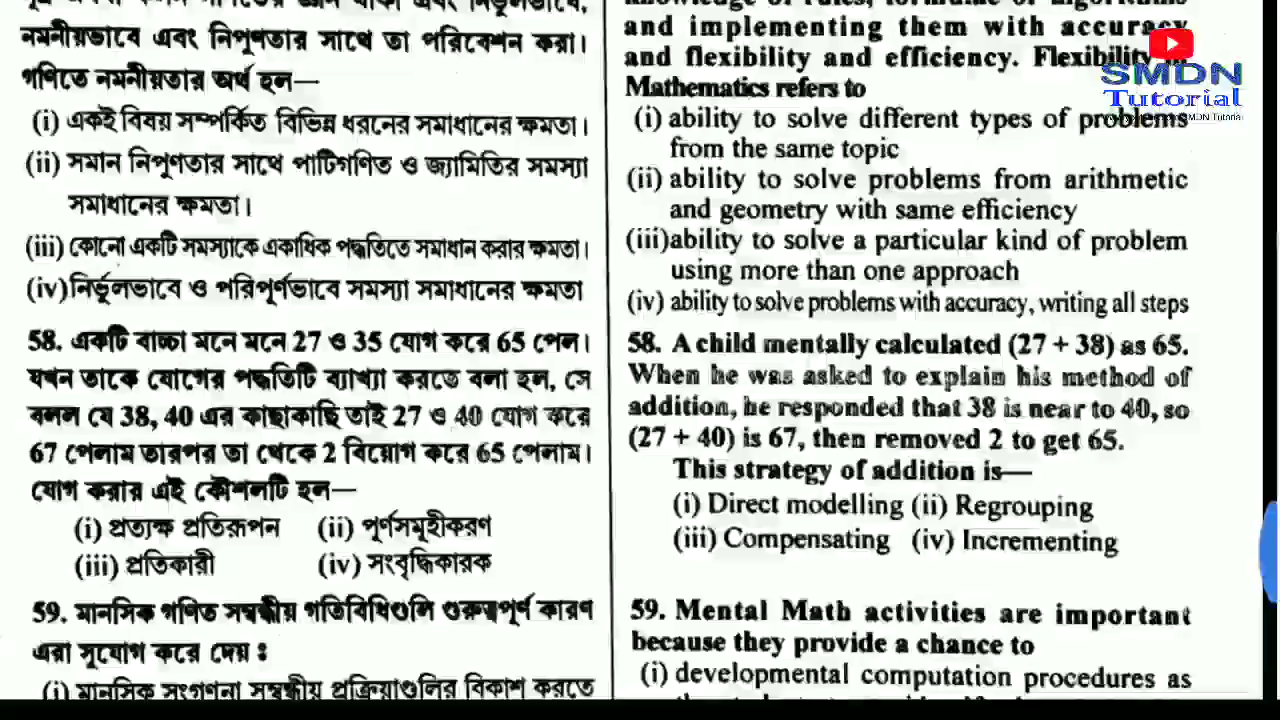 নমনীয়ভাবে এবং নিপুণতার সাথে তা পরিবেশন করা।
গণিতে নমনীয়তার অর্থ হল—
(i) একই বিষয় সম্পর্কিত বিভিন্ন ধরনের সমাধানের ক্ষমতা।
(ii) সমান নিপুণতার সাথে পাটিগণিত ও জ্যামিতির সমস্যা
সমাধানের ক্ষমতা।
(iii) কোনো একটি সমস্যাকে একাধিক পদ্ধতিতে সমাধান করার ক্ষমতা।
(iv) নির্ভুলভাবে ও পরিপূর্ণভাবে সমস্যা সমাধানের ক্ষমতা
58. একটি বাচ্চা মনে মনে 27 ও 35 যোগ করে 65 পেল।
যখন তাকে যোগের পদ্ধতিটি ব্যাখ্যা করতে বলা হল, সে
বলল যে 38, 40 এর কাছাকাছি তাই 27 ও 40 যোগ করে
67 পেলাম তারপর তা থেকে 2 বিয়োগ করে 65 পেলাম।
যোগ করার এই কৌশলটি হল—
(i) প্রত্যক্ষ প্রতিরূপন (ii) পূর্ণসমূহীকরণ
(iii) প্রতিকারী (iv) সংবৃদ্ধিকারক
59. মানসিক গণিত সম্বন্ধীয় গতিবিধিগুলি গুরুত্বপূর্ণ কারণ
এরা সুযোগ করে দেয় ঃ
(i) মানসিক সংগণনা সম্বন্ধীয় প্রক্রিয়াগুলির বিকাশ করতে
and implementing them with accuracy
and flexibility and efficiency. Flexibility
Mathematics refers to
(i) ability to solve different types of problems
from the same topic
(ii) ability to solve problems from arithmetic
and geometry with same efficiency
(iii) ability to solve a particular kind of problem
using more than one approach
(iv) ability to solve problems with accuracy, writing all steps
58. A child mentally calculated (27 + 38) as 65.
When he was asked to explain his method of
addition, he responded that 38 is near to 40, so
(27 + 40) is 67, then removed 2 to get 65.
This strategy of addition is—
(i) Direct modelling (ii) Regrouping
(iii) Compensating (iv) Incrementing
59. Mental Math activities are important
because they provide a chance to
(i) developmental computation procedures as
SMDN
Tutorial